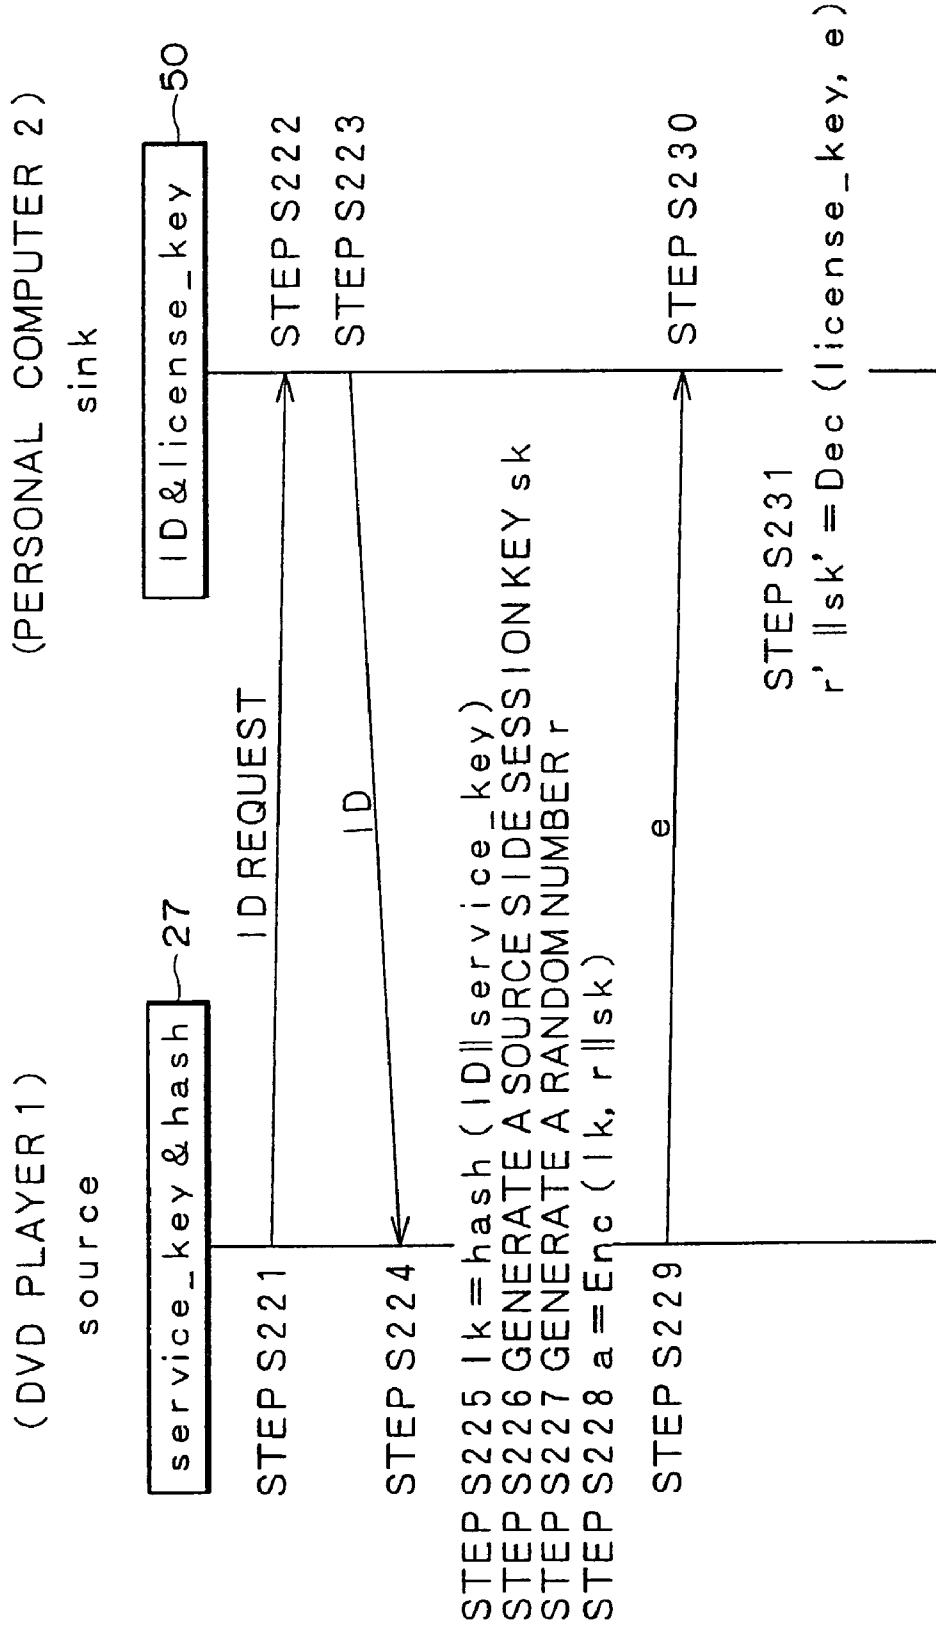 (DVD PLAYER 1)
(PERSONAL COMPUTER 2)
source
sink
service_key & hash
27
ID & license_key
50
STEP S221
ID REQUEST
STEP S222
STEP S223
ID
STEP S224
STEP S225 lk = hash (ID || service_key)
STEP S226 GENERATE A SOURCE SIDE SESSION KEY sk
STEP S227 GENERATE A RANDOM NUMBER r
STEP S228 a = Enc (lk, r || sk)
STEP S229
e
STEP S230
STEP S231
r' || sk' = Dec (license_key, e)